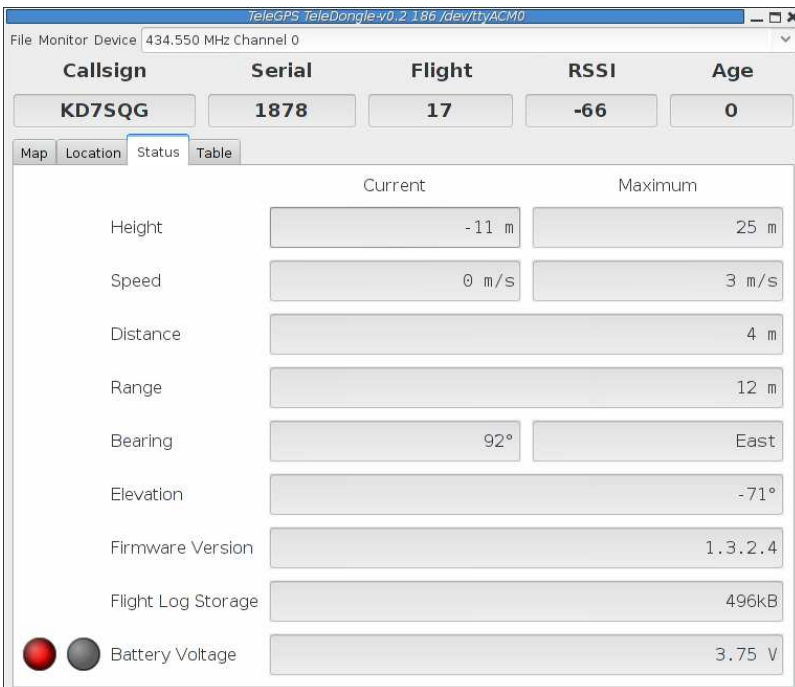 TeleGPS TeleDongle-v0.2 186 /dev/ttyACM0
File Monitor Device 434.550 MHz Channel 0
Callsign Serial Flight RSSI Age
KD7SQG 1878 17 -66 0
Map Location Status Table
Current Maximum
Height -11 m 25 m
Speed 0 m/s 3 m/s
Distance 4 m
Range 12 m
Bearing 92° East
Elevation -71°
Firmware Version 1.3.2.4
Flight Log Storage 496kB
Battery Voltage 3.75 V